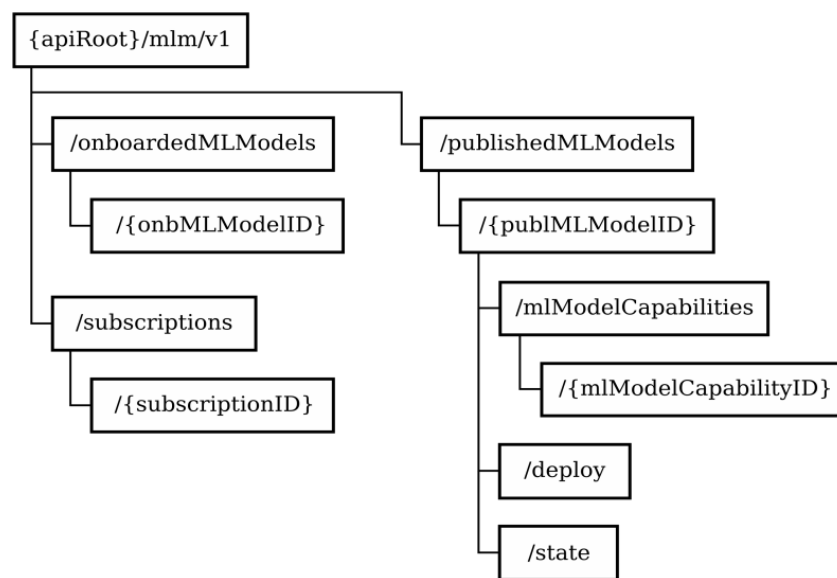 {apiRoot}/mlm/v1
/onboardedMLModels
/{onbMLModelID}
/subscriptions
/{subscriptionID}
/publishedMLModels
/{publMLModelID}
/mlModelCapabilities
/{mlModelCapabilityID}
/deploy
/state